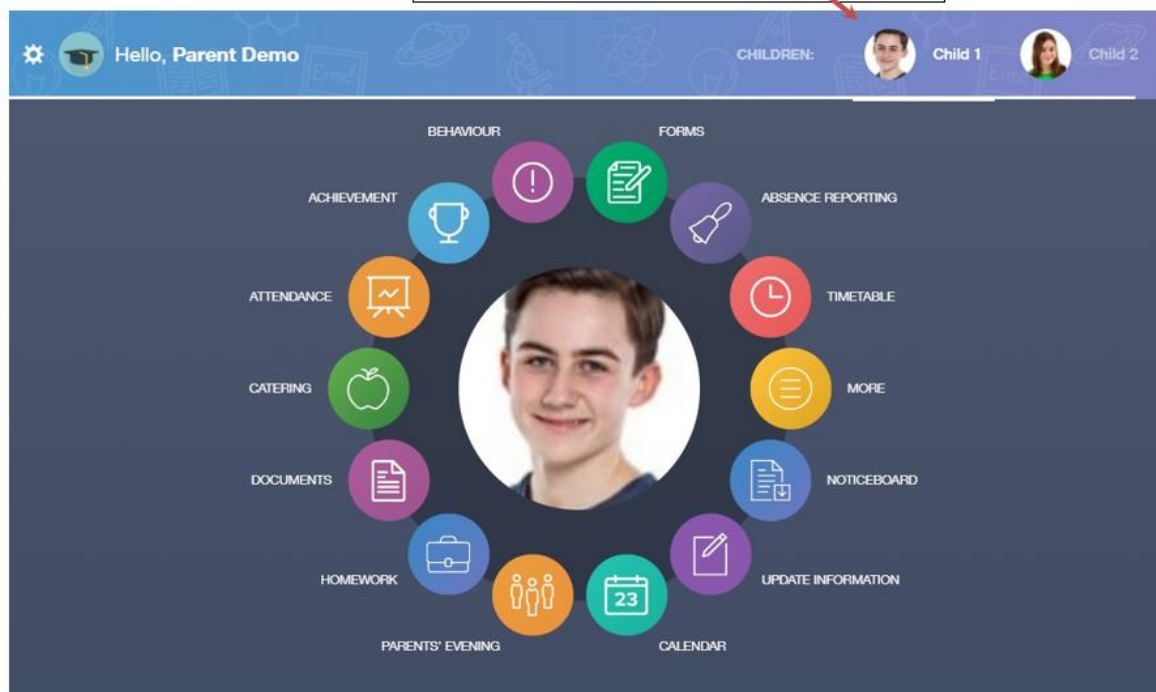 Hello, Parent Demo
CHILDREN:
Child 1
Child 2
BEHAVIOUR
FORMS
ACHIEVEMENT
ABSENCE REPORTING
ATTENDANCE
TIMETABLE
CATERING
MORE
DOCUMENTS
NOTICEBOARD
HOMEWORK
UPDATE INFORMATION
23
PARENTS' EVENING
CALENDAR